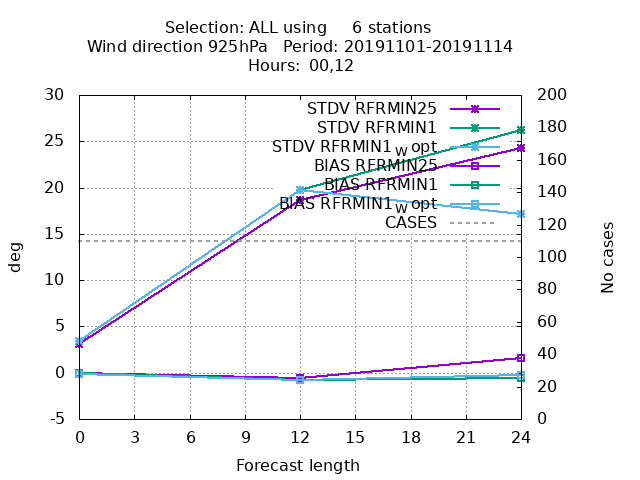 Selection: ALL using     6 stations
Wind direction 925hPa   Period: 20191101-20191114
Hours: 00,12
30
25
20
15
10
5
0
-5
200
180
160
140
120
100
80
60
40
20
0
STDV RFRMIN25
STDV RFRMIN1
STDV RFRMIN1_W opt
BIAS RFRMIN25
BIAS RFRMIN1
BIAS RFRMIN1_W opt
CASES
deg
No cases
0 3 6 9 12 15 18 21 24
Forecast length